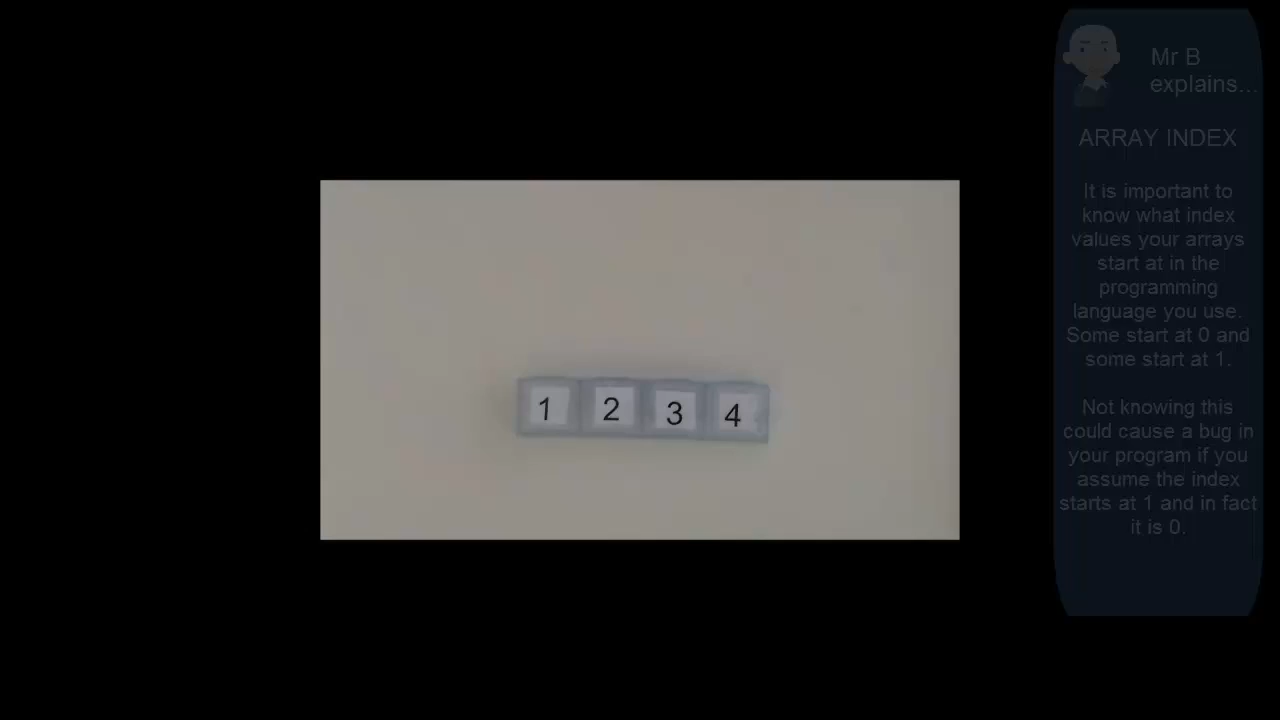 Mr B
explains...
ARRAY INDEX
It is important to
know what index
values your arrays
start at in the
programming
language you use.
Some start at 0 and
some start at 1.
Not knowing this
could cause a bug in
your program if you
assume the index
starts at 1 and in fact
it is 0.
1 2 3 4